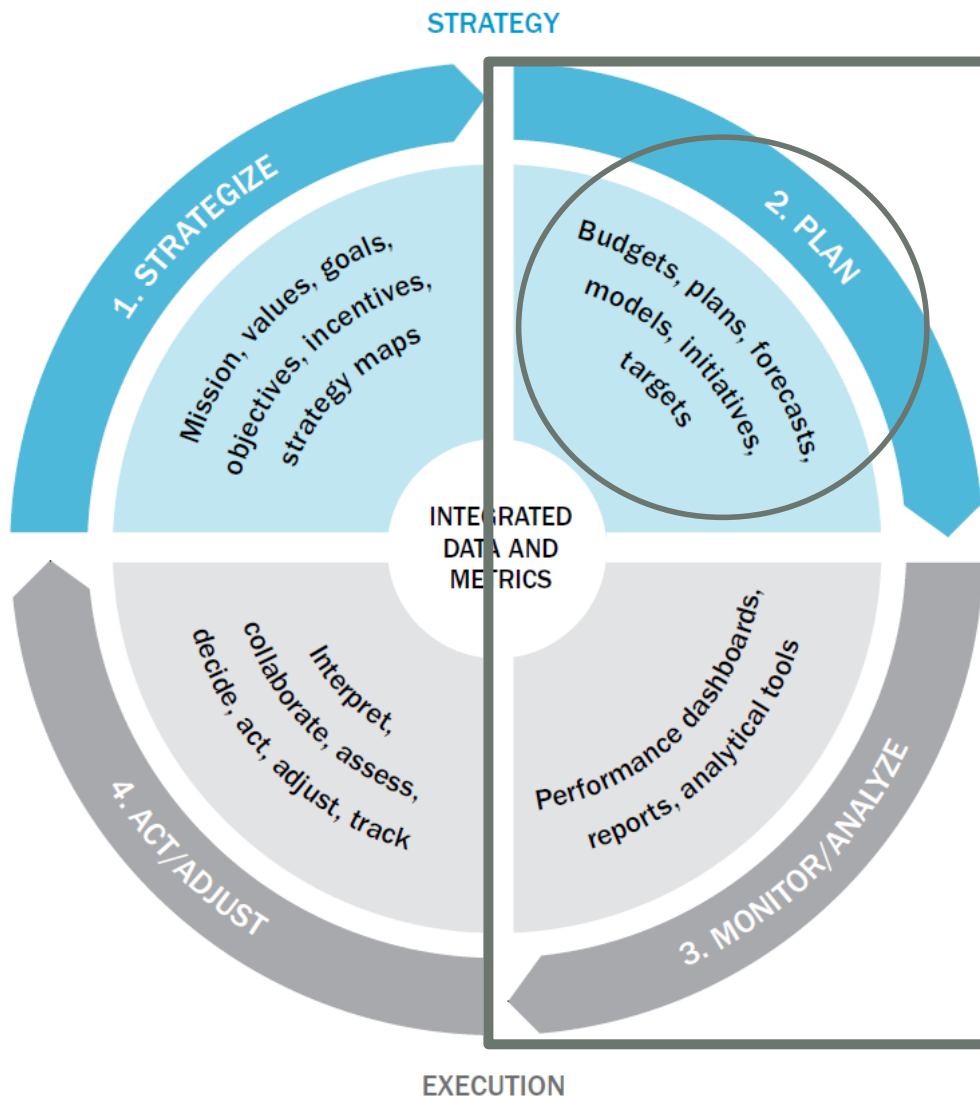 STRATEGY
1. STRATEGIZE
Mission, values, goals,
objectives, incentives,
strategy maps
2. PLAN
Budgets, plans, forecasts,
models, initiatives,
targets
INTEGRATED
DATA AND
METRICS
Performance dashboards,
reports, analytical tools
3. MONITOR/ANALYZE
Interpret,
collaborate, assess,
decide, act, adjust, track
4. ACT/ADJUST
EXECUTION